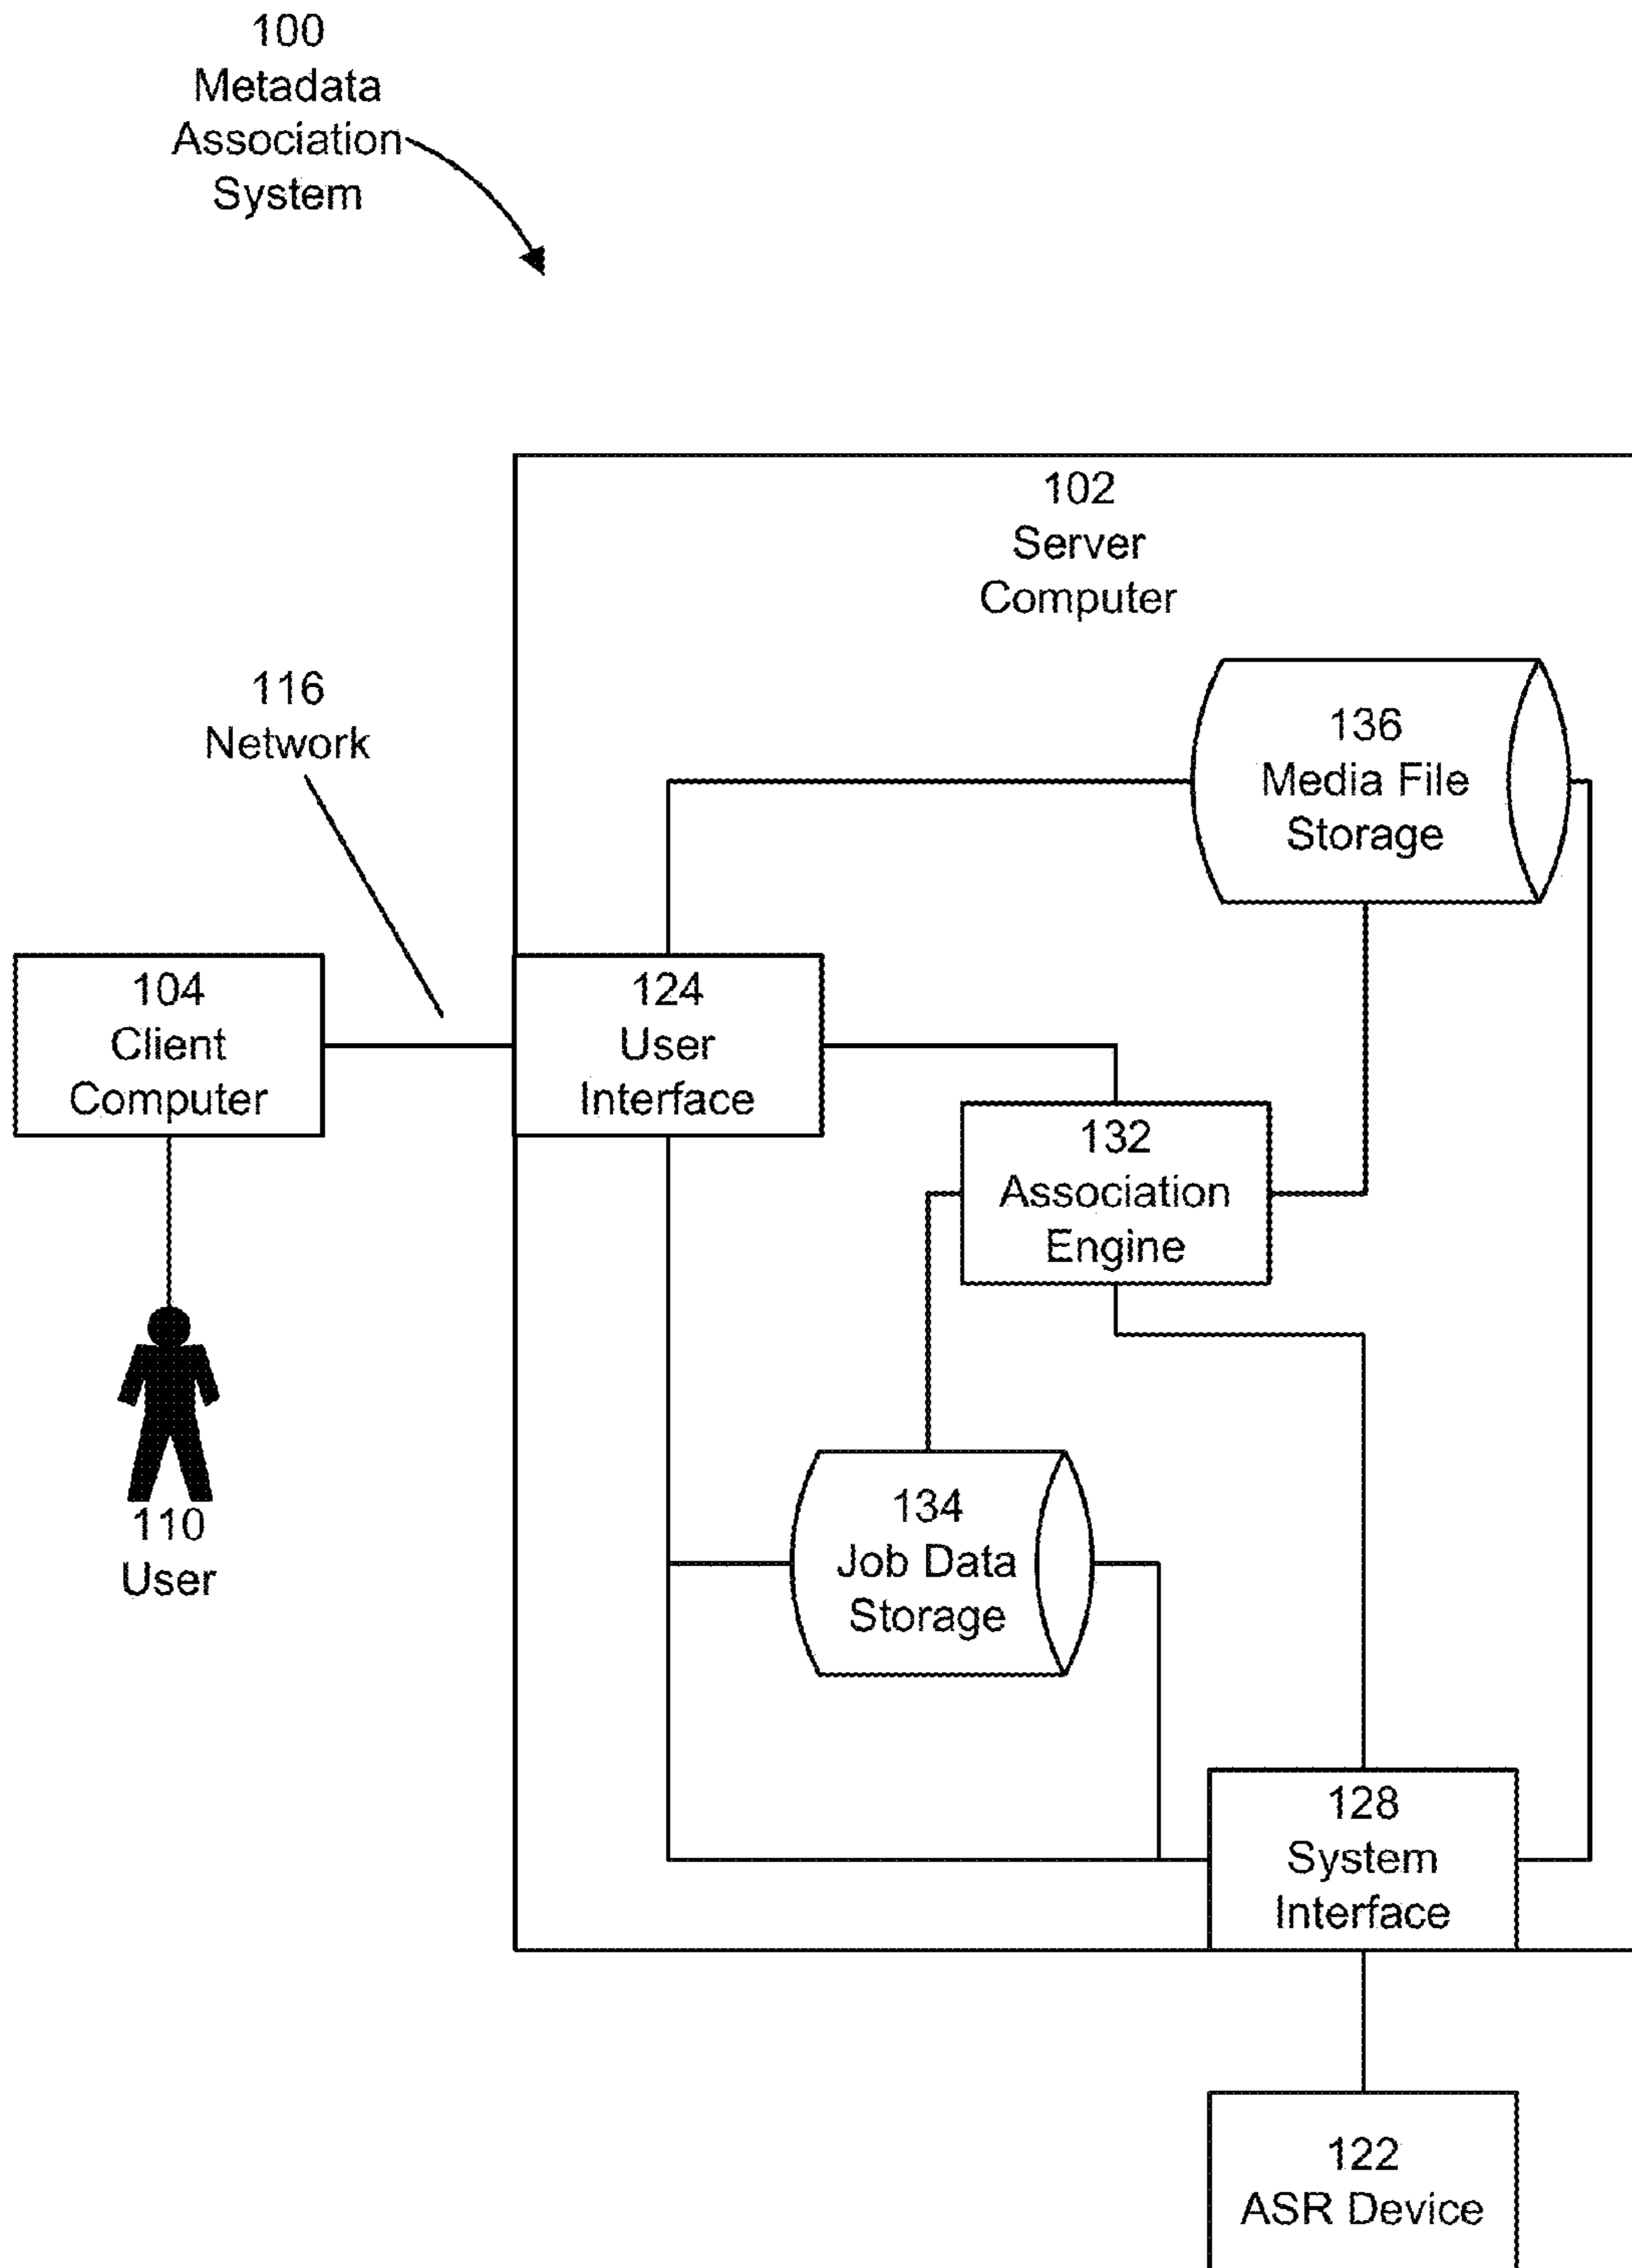 100
Metadata
Association
System
102
Server
Computer
116
Network
136
Media File
Storage
104
Client
Computer
124
User
Interface
132
Association
Engine
110
User
134
Job Data
Storage
128
System
Interface
122
ASR Device